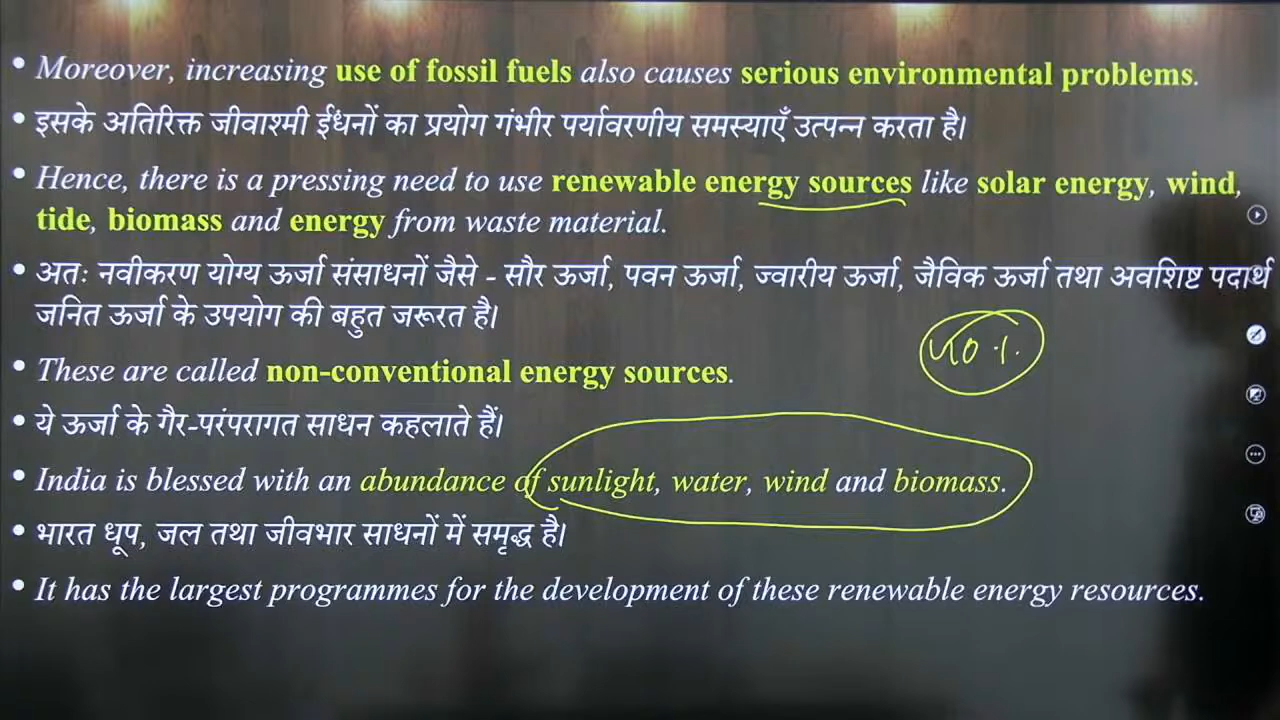 • Moreover, increasing use of fossil fuels also causes serious environmental problems.
• इसके अतिरिक्त जीवाश्मी ईंधनों का प्रयोग गंभीर पर्यावरणीय समस्याएँ उत्पन्न करता है।
• Hence, there is a pressing need to use renewable energy sources like solar energy, wind,
tide, biomass and energy from waste material.
• अतः नवीकरण योग्य ऊर्जा संसाधनों जैसे - सौर ऊर्जा, पवन ऊर्जा, ज्वारीय ऊर्जा, जैविक ऊर्जा तथा अवशिष्ट पदार्थ
जनित ऊर्जा के उपयोग की बहुत जरूरत है।
• These are called non-conventional energy sources.
• ये ऊर्जा के गैर-परंपरागत साधन कहलाते हैं।
• India is blessed with an abundance of sunlight, water, wind and biomass.
• भारत धूप, जल तथा जीवभार साधनों में समृद्ध है।
• It has the largest programmes for the development of these renewable energy resources.